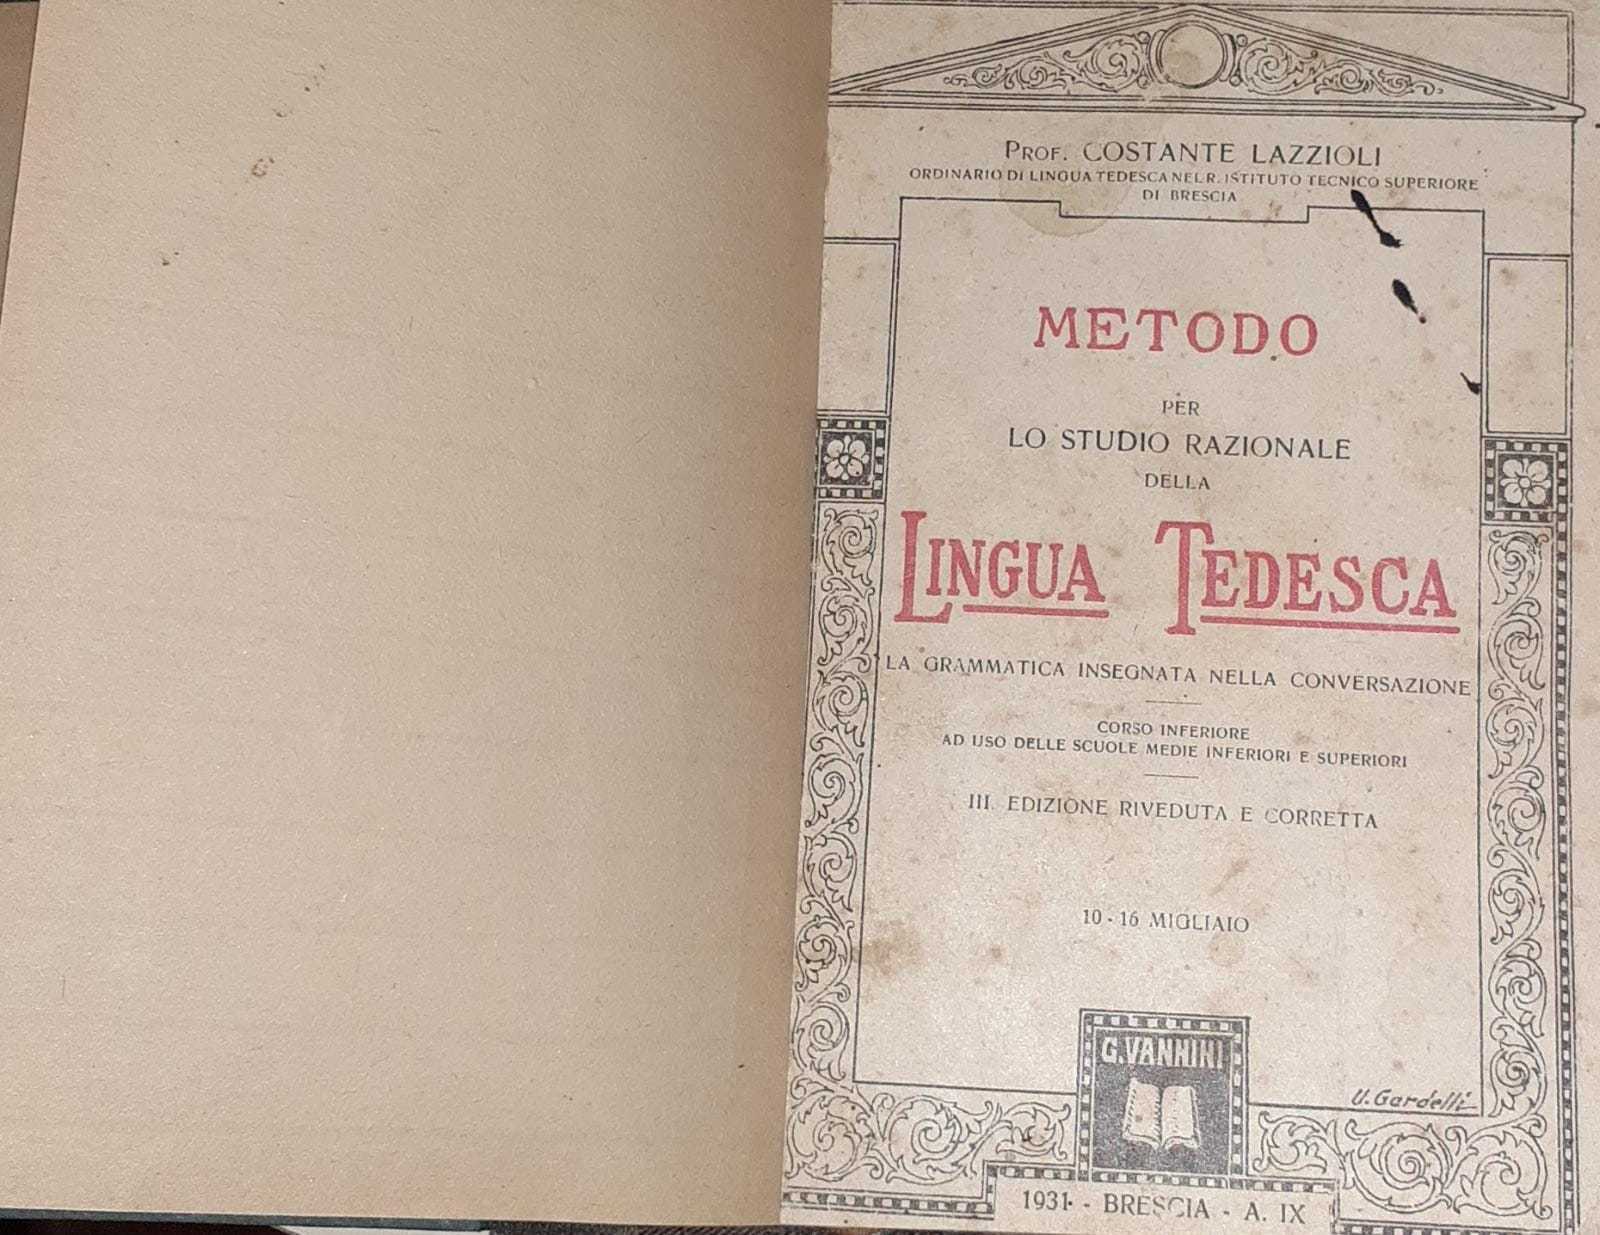 PROF. COSTANTE LAZZIOLI
ORDINARIO DI LINGUA TEDESCA NEL R. ISTITUTO TECNICO SUPERIORE
DI BRESCIA
METODO
PER
LO STUDIO RAZIONALE
DELLA
LINGUA TEDESCA
LA GRAMMATICA INSEGNATA NELLA CONVERSAZIONE
CORSO INFERIORE
AD USO DELLE SCUOLE MEDIE INFERIORI E SUPERIORI
III. EDIZIONE RIVEDUTA E CORRETTA
10 - 16 MIGLIAIO
G. VANNINI
U. Gardelli
1931 - BRESCIA - A. IX